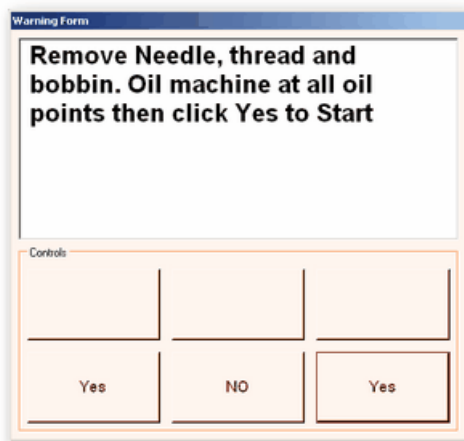 Warning Form
Remove Needle, thread and
bobbin. Oil machine at all oil
points then click Yes to Start
Controls
Yes NO Yes